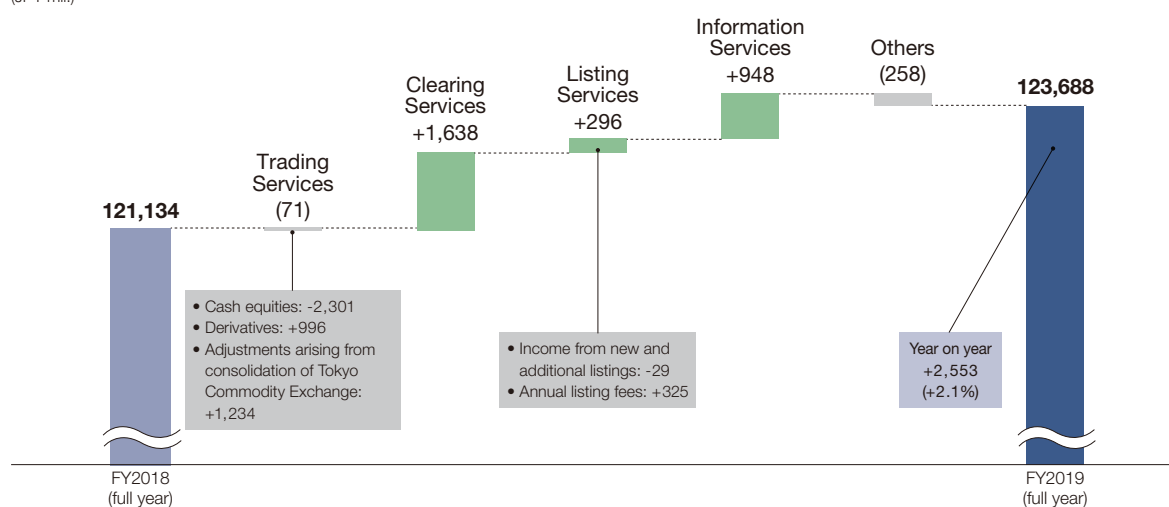 121,134
Trading
Services
(71)
Clearing
Services
+1,638
Listing
Services
+296
Information
Services
+948
Others
(258)
123,688
• Cash equities: -2,301
• Derivatives: +996
• Adjustments arising from
consolidation of Tokyo
Commodity Exchange:
+1,234
• Income from new and
additional listings: -29
• Annual listing fees: +325
Year on year
+2,553
(+2.1%)
FY2018
(full year)
FY2019
(full year)